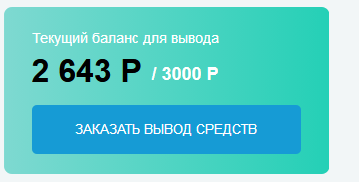 Текущий баланс для вывода
2 643 Р / 3000 Р
ЗАКАЗАТЬ ВЫВОД СРЕДСТВ